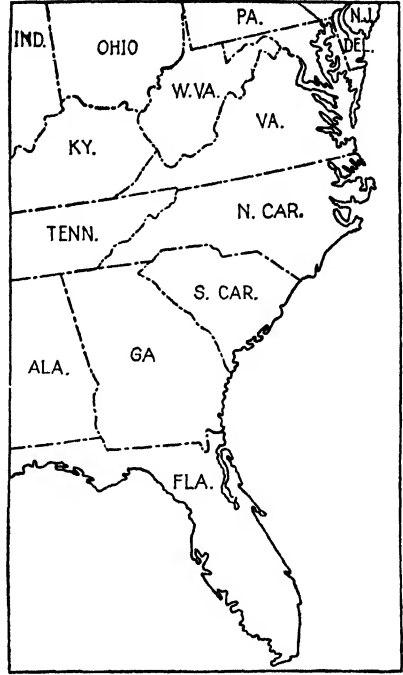 PA.
N.J.
IND.
OHIO
DEL.
W.VA.
VA.
KY.
N. CAR.
TENN.
S. CAR.
GA
ALA.
FLA.